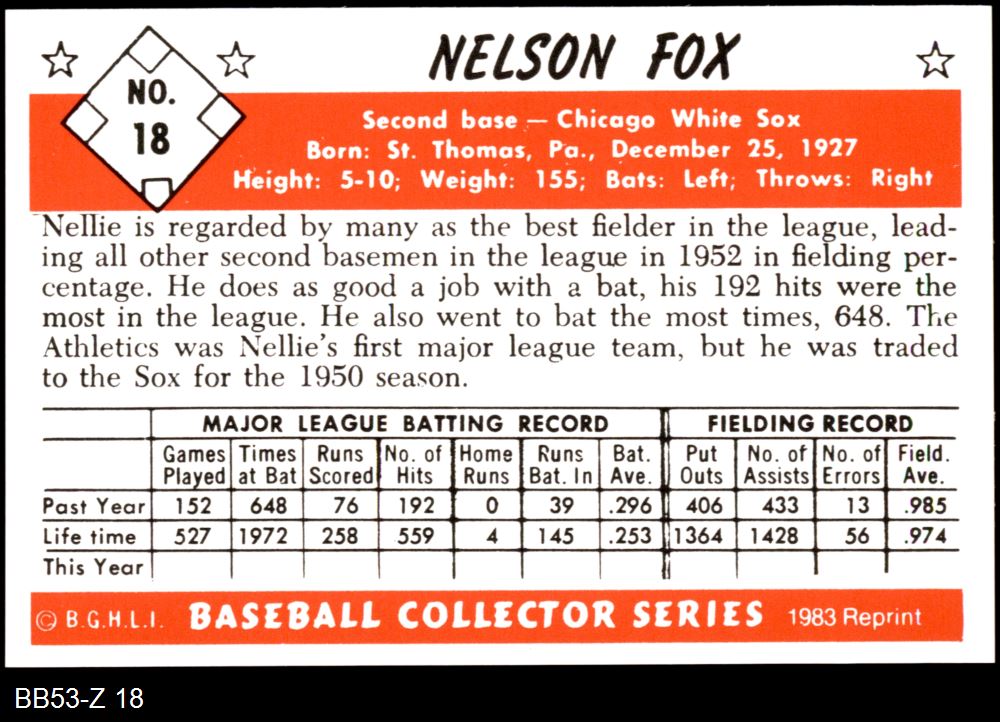 NELSON FOX
NO.
18
Second base — Chicago White Sox
Born: St. Thomas, Pa., December 25, 1927
Height: 5-10; Weight: 155; Bats: Left; Throws: Right
Nellie is regarded by many as the best fielder in the league, lead-
ing all other second basemen in the league in 1952 in fielding per-
centage. He does as good a job with a bat, his 192 hits were the
most in the league. He also went to bat the most times, 648. The
Athletics was Nellie's first major league team, but he was traded
to the Sox for the 1950 season.
MAJOR LEAGUE BATTING RECORD FIELDING RECORD
Games Times Runs No. of Home Runs Bat. Put No. of No. of Field.
Played at Bat Scored Hits Runs Bat. In Ave. Outs Assists Errors Ave.
Past Year 152 648 76 192 0 39 .296 406 433 13 .985
Life time 527 1972 258 559 4 145 .253 1364 1428 56 .974
This Year
© B.G.H.L.I. BASEBALL COLLECTOR SERIES 1983 Reprint
BB53-Z 18